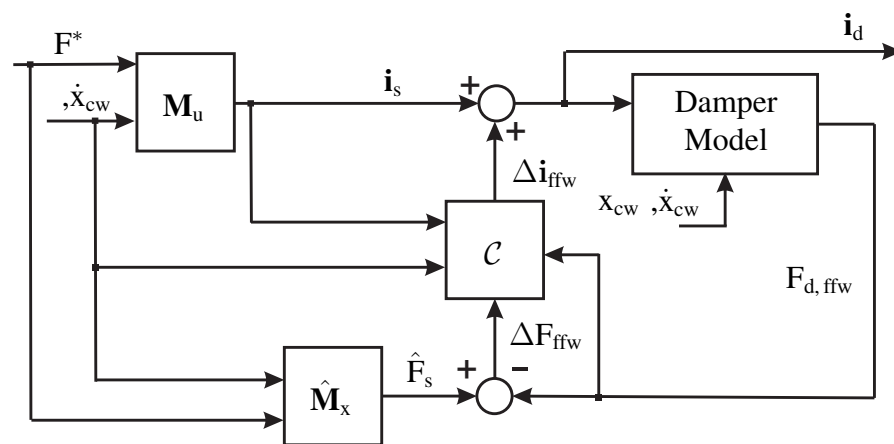 F*
i_d
,ẋ_cw
M_u
i_s
+
+
Damper
Model
Δi_ffw
x_cw ,ẋ_cw
C
F_d, ffw
ΔF_ffw
M̂_x
F̂_s
+
−